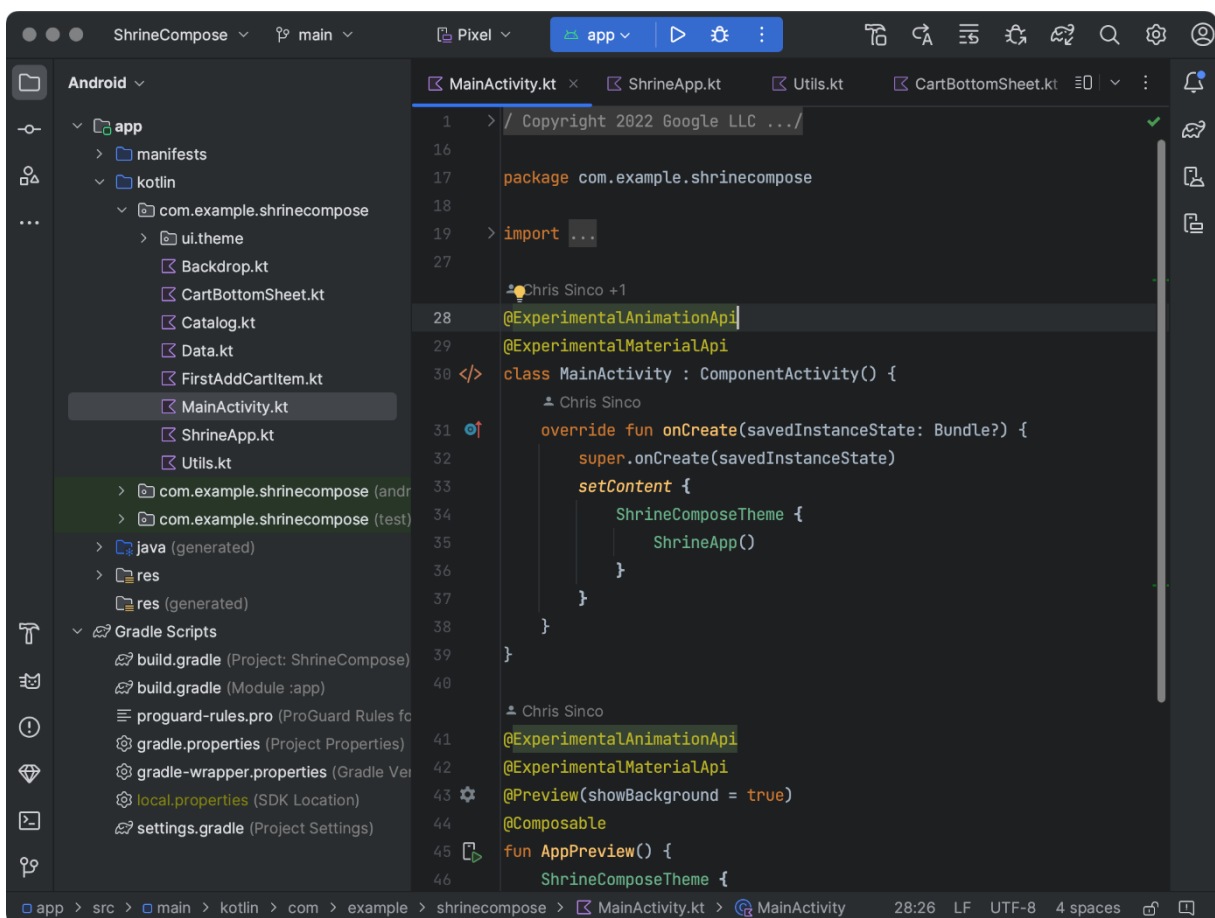 ShrineCompose main Pixel app
Android
app
manifests
kotlin
com.example.shrinecompose
ui.theme
Backdrop.kt
CartBottomSheet.kt
Catalog.kt
Data.kt
FirstAddCartItem.kt
MainActivity.kt
ShrineApp.kt
Utils.kt
com.example.shrinecompose (andr
com.example.shrinecompose (test)
java (generated)
res
res (generated)
Gradle Scripts
build.gradle (Project: ShrineCompose)
build.gradle (Module :app)
proguard-rules.pro (ProGuard Rules fo
gradle.properties (Project Properties)
gradle-wrapper.properties (Gradle Ver
local.properties (SDK Location)
settings.gradle (Project Settings)
MainActivity.kt ShrineApp.kt Utils.kt CartBottomSheet.kt
1 / Copyright 2022 Google LLC .../
16
17 package com.example.shrinecompose
18
19 import ...
27
Chris Sinco +1
28 @ExperimentalAnimationApi
29 @ExperimentalMaterialApi
30 class MainActivity : ComponentActivity() {
Chris Sinco
31 override fun onCreate(savedInstanceState: Bundle?) {
32 super.onCreate(savedInstanceState)
33 setContent {
34 ShrineComposeTheme {
35 ShrineApp()
36 }
37 }
38 }
39 }
40
Chris Sinco
41 @ExperimentalAnimationApi
42 @ExperimentalMaterialApi
43 @Preview(showBackground = true)
44 @Composable
45 fun AppPreview() {
46 ShrineComposeTheme {
app > src > main > kotlin > com > example > shrinecompose > MainActivity.kt > MainActivity 28:26 LF UTF-8 4 spaces